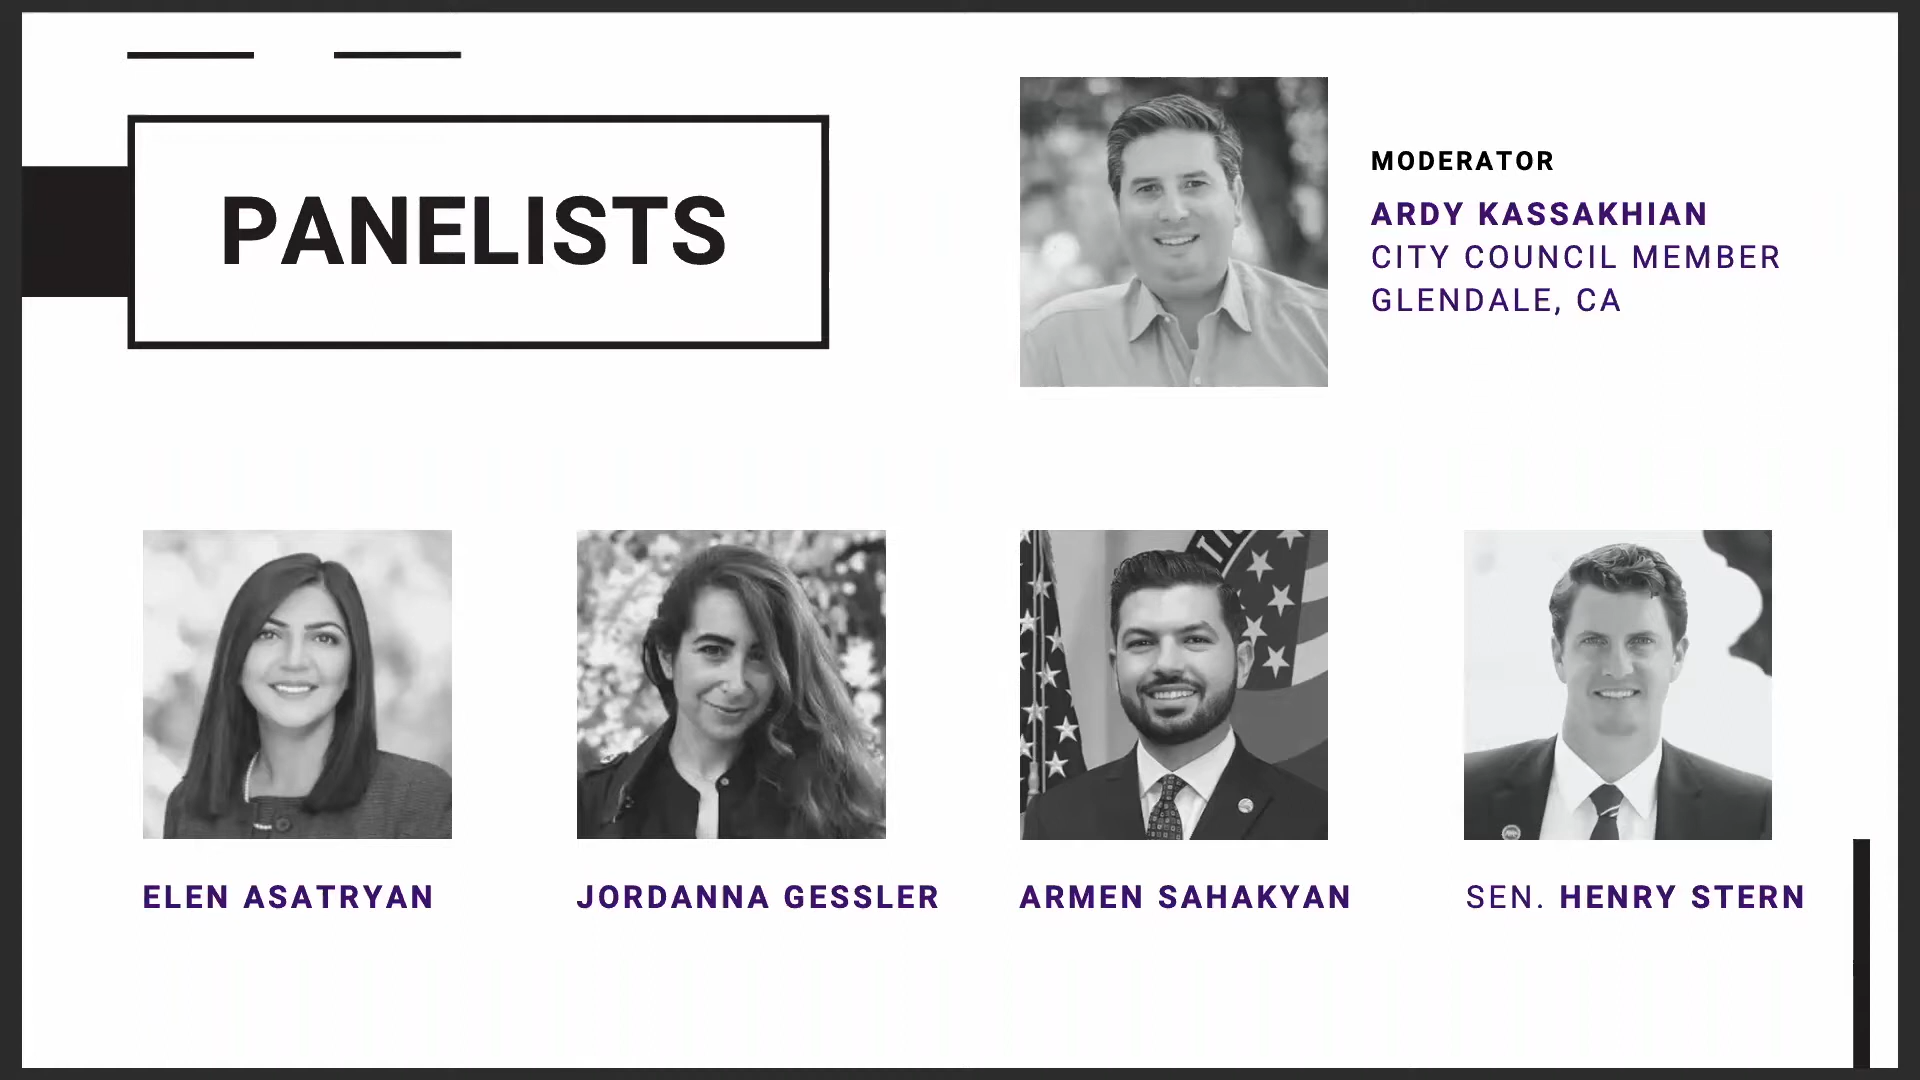 PANELISTS
MODERATOR
ARDY KASSAKHIAN
CITY COUNCIL MEMBER
GLENDALE, CA
ELEN ASATRYAN
JORDANNA GESSLER
ARMEN SAHAKYAN
SEN. HENRY STERN